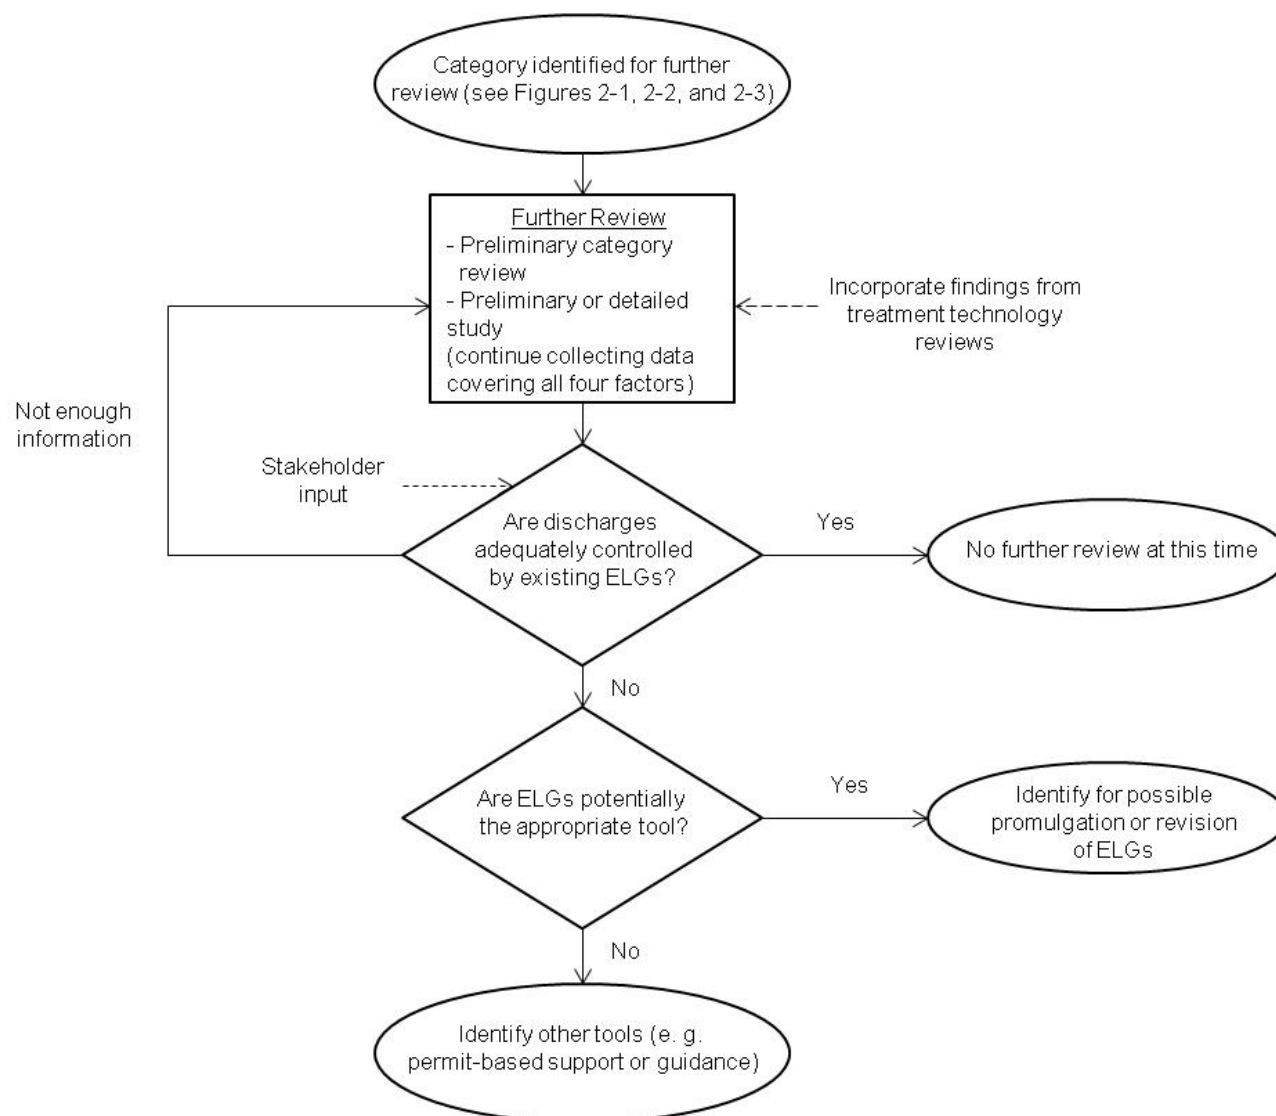 Category identified for further
review (see Figures 2-1, 2-2, and 2-3)
Further Review
- Preliminary category
review
- Preliminary or detailed
study
(continue collecting data
covering all four factors)
Incorporate findings from
treatment technology
reviews
Not enough
information
Stakeholder
input
Are discharges
adequately controlled
by existing ELGs?
Yes
No further review at this time
No
Are ELGs potentially
the appropriate tool?
Yes
Identify for possible
promulgation or revision
of ELGs
No
Identify other tools (e. g.
permit-based support or guidance)